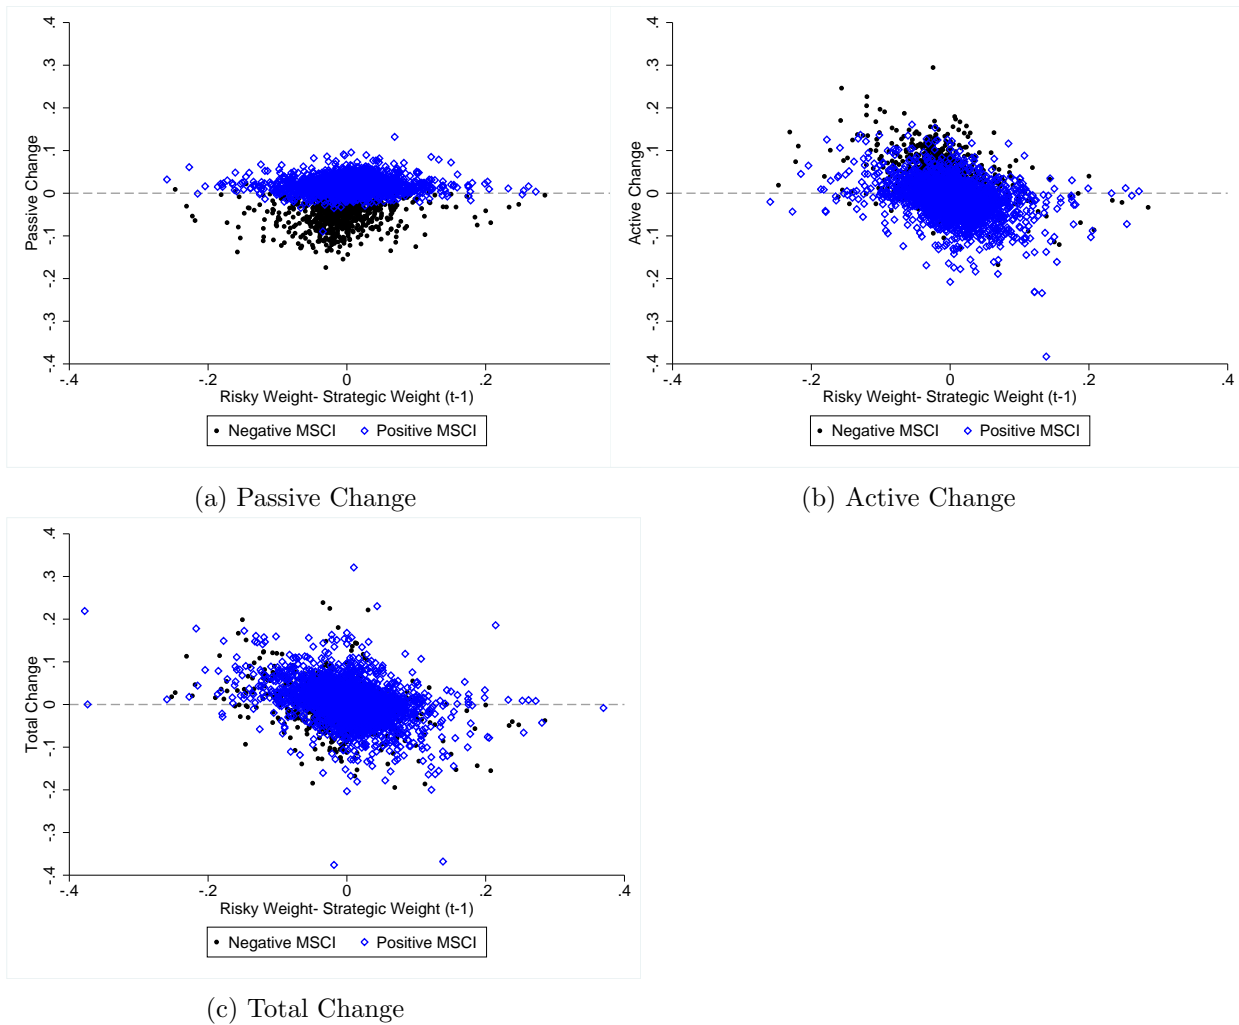 .4
.3
.2
.1
0
-.1
-.2
-.3
-.4
Passive Change
-.4 -.2 0 .2
Risky Weight- Strategic Weight (t-1)
Negative MSCI Positive MSCI
(a) Passive Change
.4
.3
.2
.1
0
-.1
-.2
-.3
-.4
Active Change
-.4 -.2 0 .2 .4
Risky Weight- Strategic Weight (t-1)
Negative MSCI Positive MSCI
(b) Active Change
.4
.3
.2
.1
0
-.1
-.2
-.3
-.4
Total Change
-.4 -.2 0 .2 .4
Risky Weight- Strategic Weight (t-1)
Negative MSCI Positive MSCI
(c) Total Change